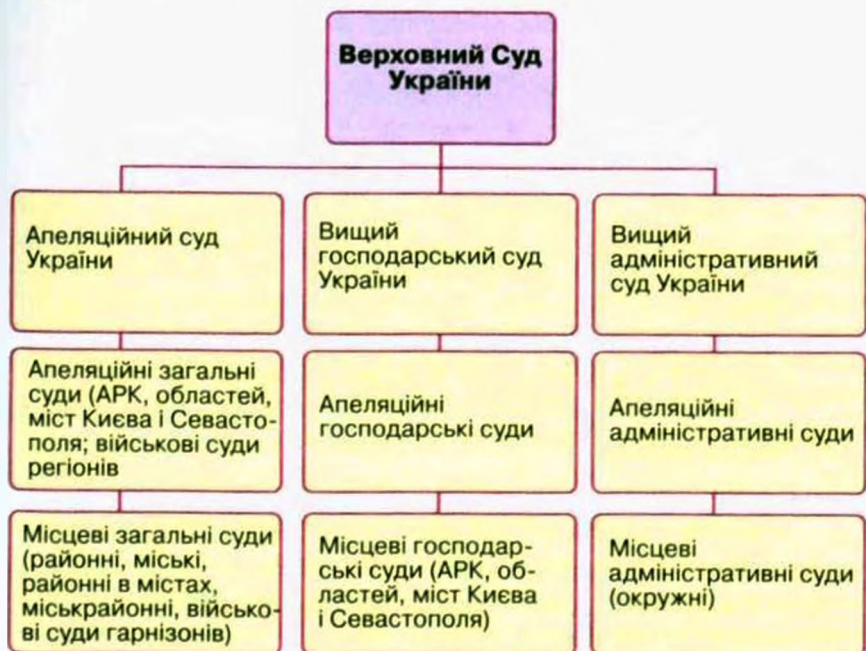 Верховний Суд
України
Апеляційний суд
України
Вищий
господарський суд
України
Вищий
адміністративний
суд України
Апеляційні загальні
суди (АРК, областей,
міст Києва і Севасто-
поля; військові суди
регіонів
Апеляційні
господарські суди
Апеляційні
адміністративні суди
Місцеві загальні суди
(районні, міські,
районні в містах,
міськрайонні, військо-
ві суди гарнізонів)
Місцеві господар-
ські суди (АРК, об-
ластей, міст Києва
і Севастополя)
Місцеві
адміністративні суди
(окружні)